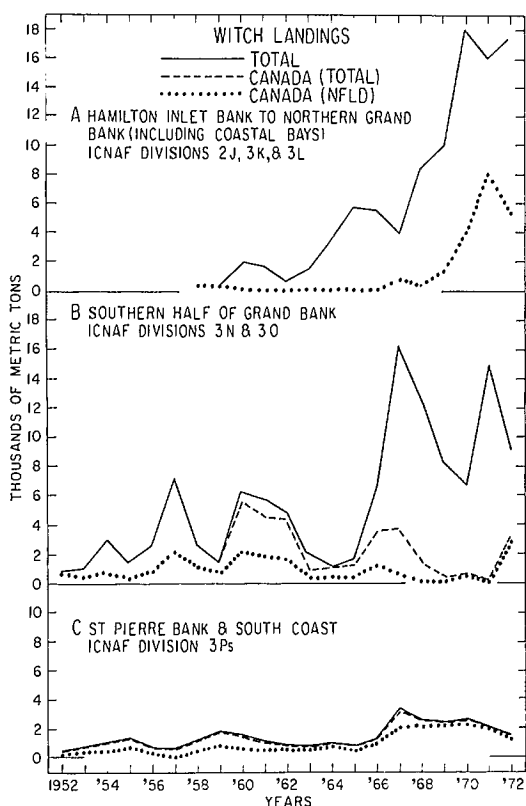 WITCH LANDINGS
TOTAL
CANADA (TOTAL)
CANADA (NFLD)
A HAMILTON INLET BANK TO NORTHERN GRAND
BANK (INCLUDING COASTAL BAYS)
ICNAF DIVISIONS 2J, 3K, & 3L
18
16
14
12
10
8
6
4
2
0
B SOUTHERN HALF OF GRAND BANK
ICNAF DIVISIONS 3N & 3O
16
14
12
10
8
6
4
2
0
C ST PIERRE BANK & SOUTH COAST
ICNAF DIVISION 3Ps
10
8
6
4
2
0
THOUSANDS OF METRIC TONS
1952 '54 '56 '58 '60 '62 '64 '66 '68 '70 '72
YEARS